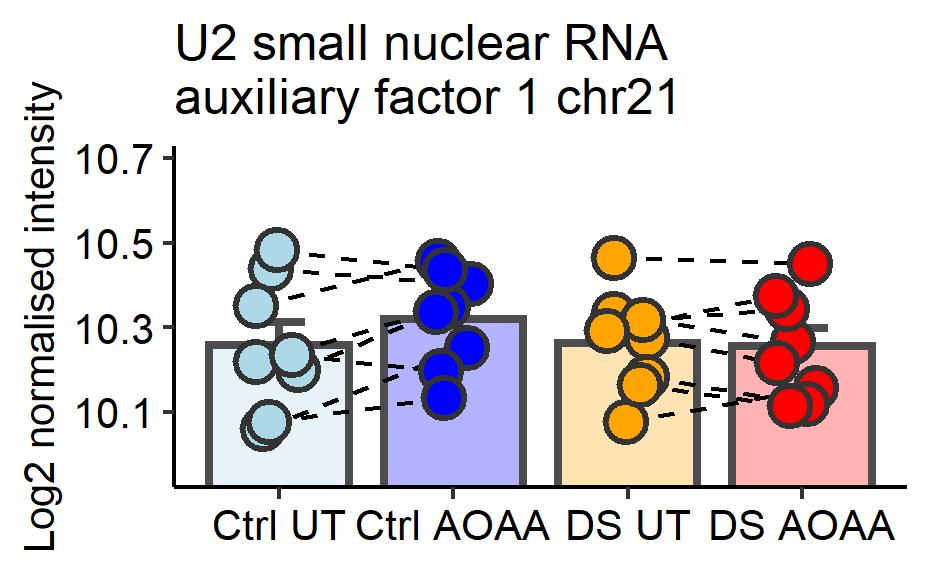 U2 small nuclear RNA
auxiliary factor 1 chr21
Log2 normalised intensity
10.7
10.5
10.3
10.1
Ctrl UT Ctrl AOAA DS UT DS AOAA